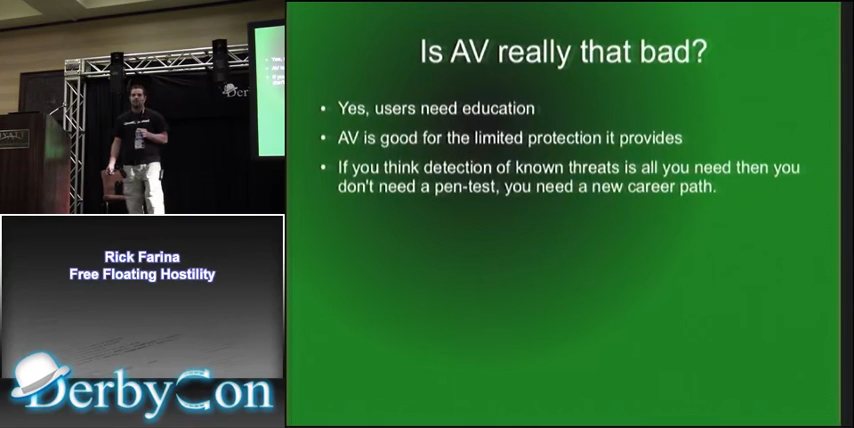 Is AV really that bad?
• Yes, users need education
• AV is good for the limited protection it provides
• If you think detection of known threats is all you need then you
don't need a pen-test, you need a new career path.
Der
Rick Farina
Free Floating Hostility
DerbyCon